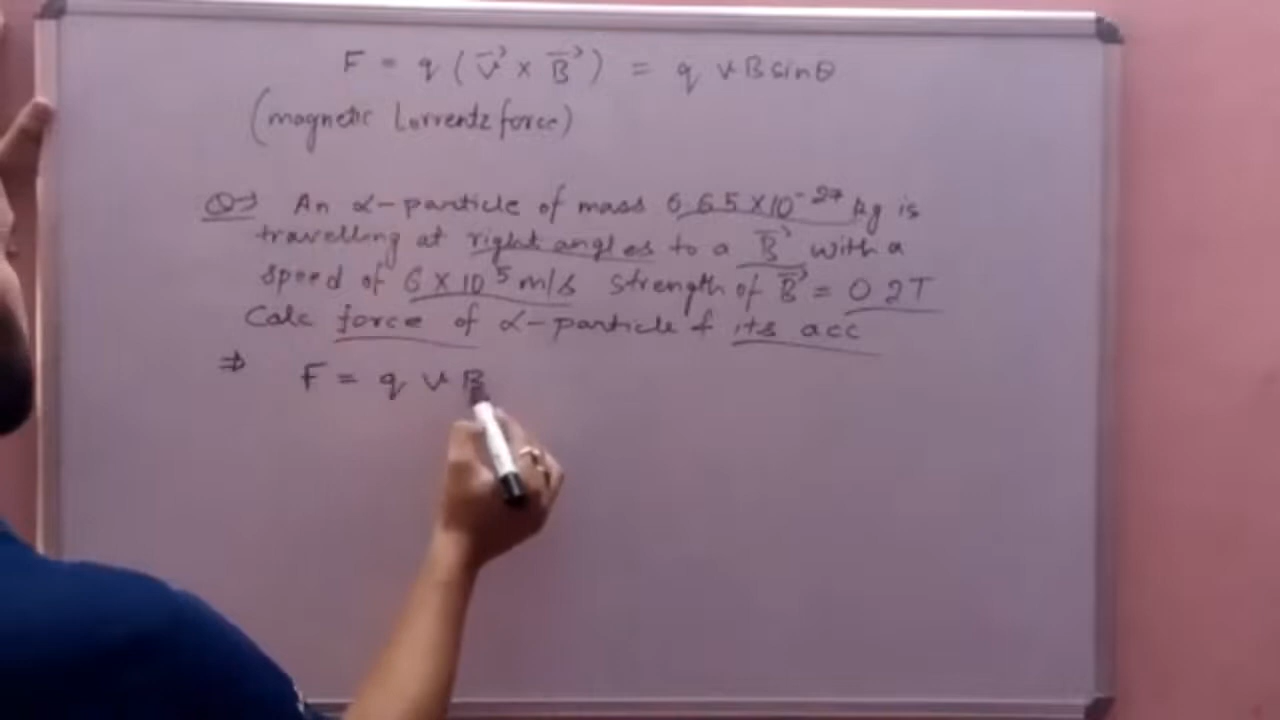 F = q (v⃗ × B⃗) = q v B sinθ
(magnetic Lorrentz force)
Q→ An α-particle of mass 6.65×10⁻²⁷ kg is
travelling at right angles to a B⃗ with a
speed of 6 × 10⁵ m/s strength of B⃗ = 0.2T
Calc force of α-particle & its acc
⇒ F = q v B